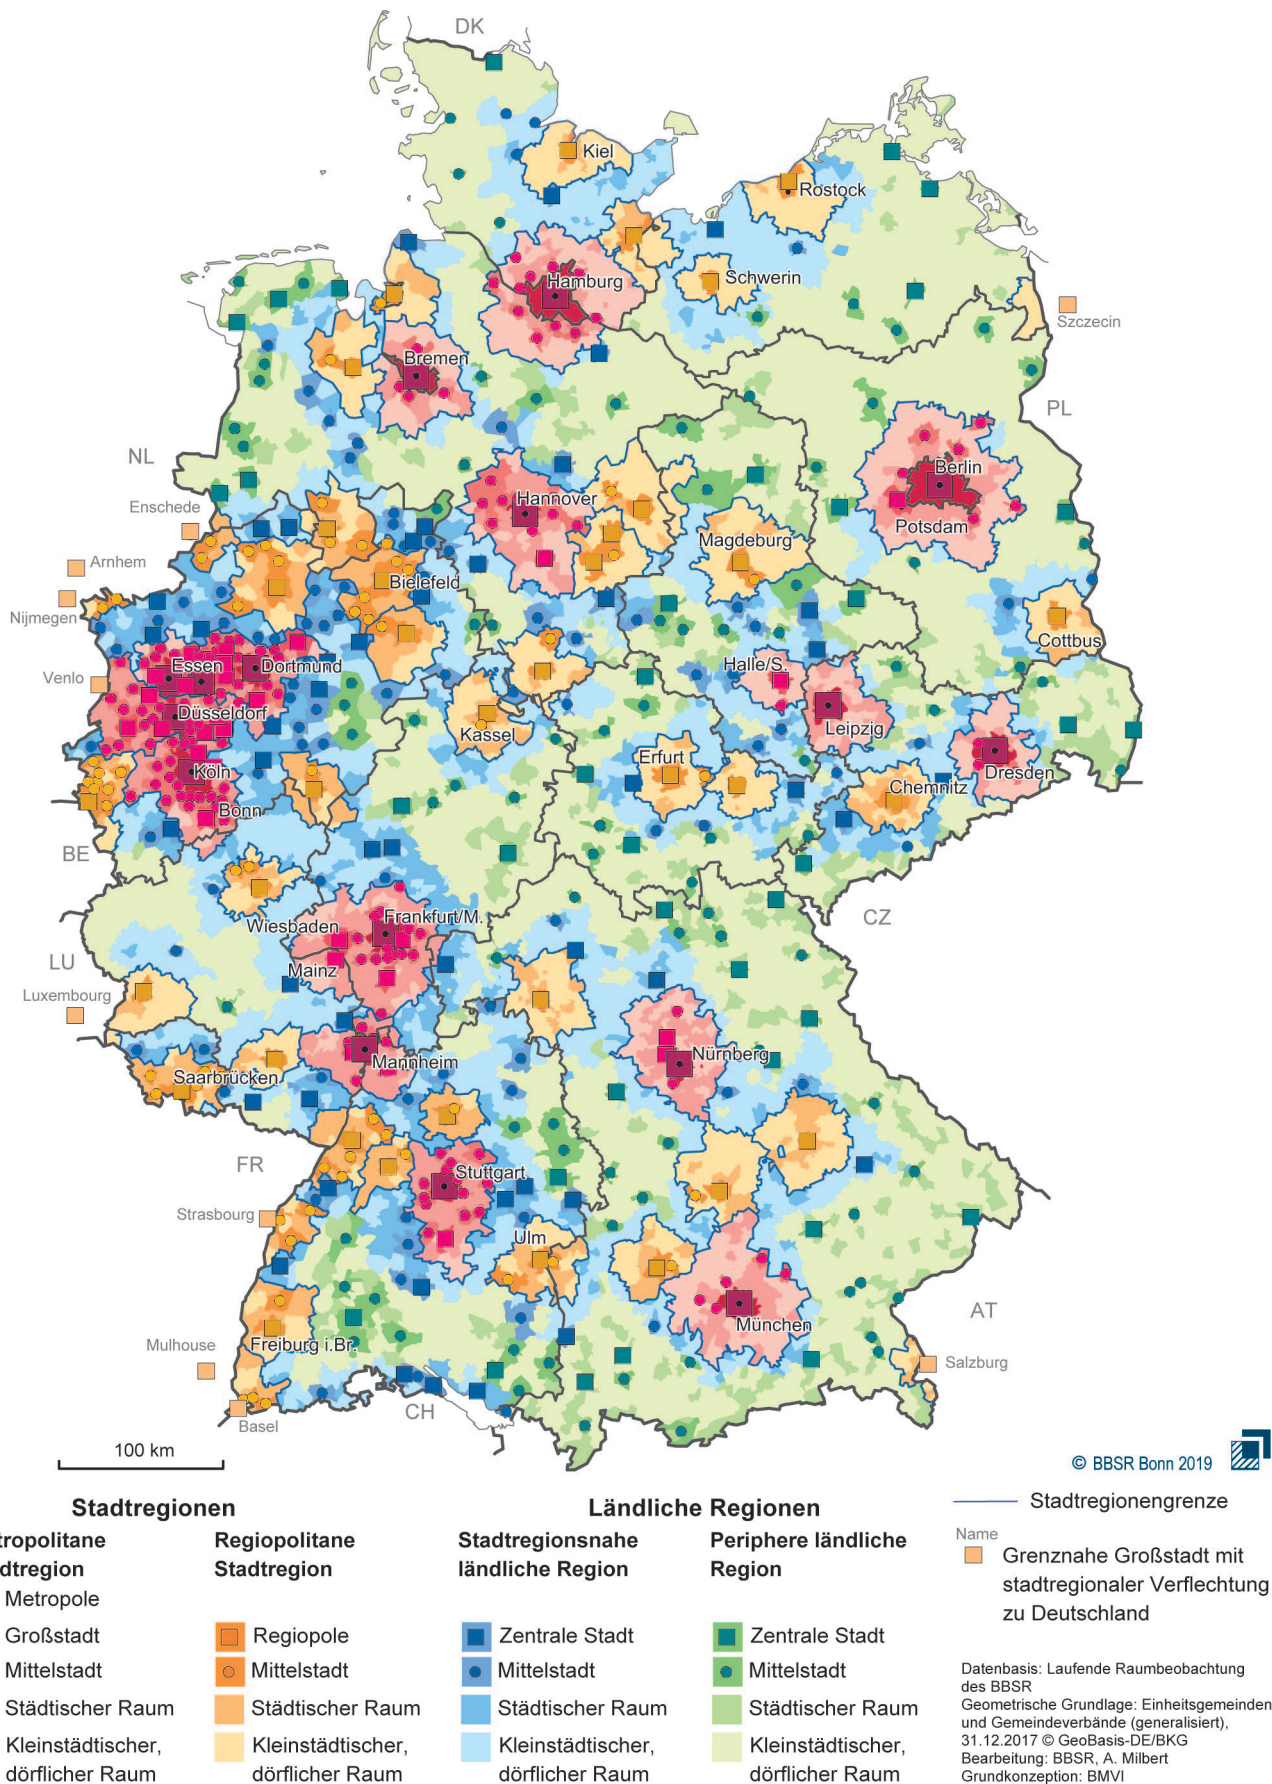 DK
Kiel
Rostock
Schwerin
Hamburg
Szczecin
Bremen
PL
NL
Berlin
Hannover
Enschede
Potsdam
Magdeburg
Arnhem
Bielefeld
Nijmegen
Cottbus
Halle/S.
Essen
Dortmund
Venlo
Düsseldorf
Leipzig
Kassel
Erfurt
Köln
Dresden
Chemnitz
Bonn
BE
Wiesbaden
Frankfurt/M.
CZ
LU
Mainz
Luxembourg
Nürnberg
Mannheim
Saarbrücken
FR
Stuttgart
Strasbourg
Ulm
AT
München
Mulhouse
Freiburg i.Br.
Salzburg
CH
Basel
100 km
© BBSR Bonn 2019
Stadtregionen
Ländliche Regionen
Stadtregionengrenze
tropolitane
dtregion
Metropole
Großstadt
Mittelstadt
Städtischer Raum
Kleinstädtischer,
dörflicher Raum
Regiopolitane
Stadtregion
Regiopole
Mittelstadt
Städtischer Raum
Kleinstädtischer,
dörflicher Raum
Stadtregionsnahe
ländliche Region
Zentrale Stadt
Mittelstadt
Städtischer Raum
Kleinstädtischer,
dörflicher Raum
Periphere ländliche
Region
Zentrale Stadt
Mittelstadt
Städtischer Raum
Kleinstädtischer,
dörflicher Raum
Name
Grenznahe Großstadt mit
stadtregionaler Verflechtung
zu Deutschland
Datenbasis: Laufende Raumbeobachtung
des BBSR
Geometrische Grundlage: Einheitsgemeinden
und Gemeindeverbände (generalisiert),
31.12.2017 © GeoBasis-DE/BKG
Bearbeitung: BBSR, A. Milbert
Grundkonzeption: BMVI